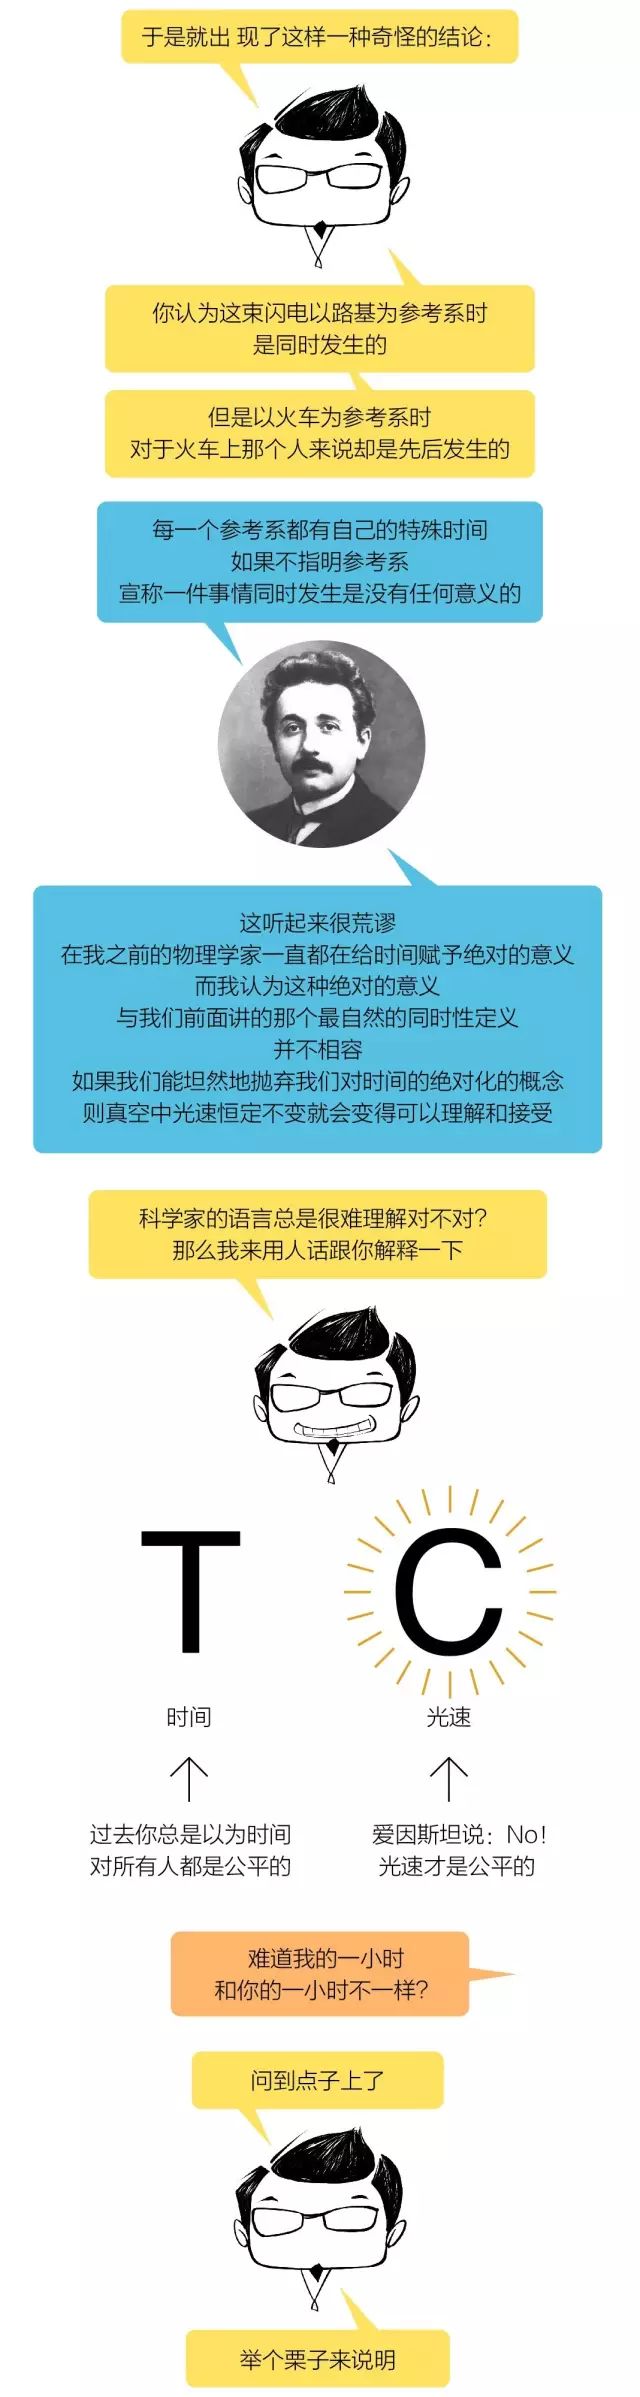 于是就出 现了这样一种奇怪的结论：
你认为这束闪电以路基为参考系时
是同时发生的
但是以火车为参考系时
对于火车上那个人来说却是先后发生的
每一个参考系都有自己的特殊时间
如果不指明参考系
宣称一件事情同时发生是没有任何意义的
这听起来很荒谬
在我之前的物理学家一直都在给时间赋予绝对的意义
而我认为这种绝对的意义
与我们前面讲的那个最自然的同时性定义
并不相容
如果我们能坦然地抛弃我们对时间的绝对化的概念
则真空中光速恒定不变就会变得可以理解和接受
科学家的语言总是很难理解对不对？
那么我来用人话跟你解释一下
T
C
时间
光速
过去你总是以为时间
对所有人都是公平的
爱因斯坦说：No！
光速才是公平的
难道我的一小时
和你的一小时不一样？
问到点子上了
举个栗子来说明